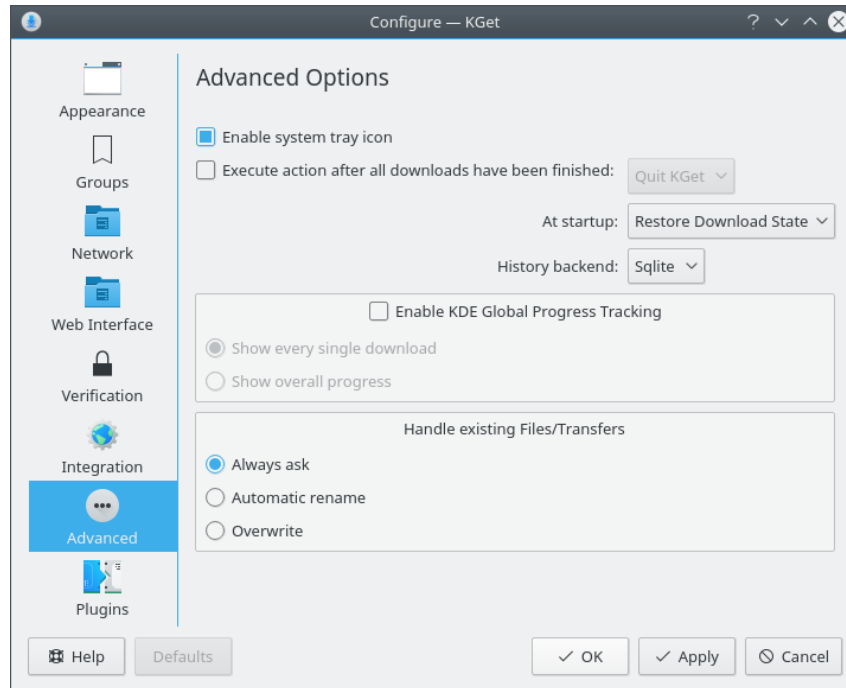 Configure — KGet
Appearance
Groups
Network
Web Interface
Verification
Integration
Advanced
Plugins
Advanced Options
Enable system tray icon
Execute action after all downloads have been finished: Quit KGet
At startup: Restore Download State
History backend: Sqlite
Enable KDE Global Progress Tracking
Show every single download
Show overall progress
Handle existing Files/Transfers
Always ask
Automatic rename
Overwrite
Help Defaults OK Apply Cancel